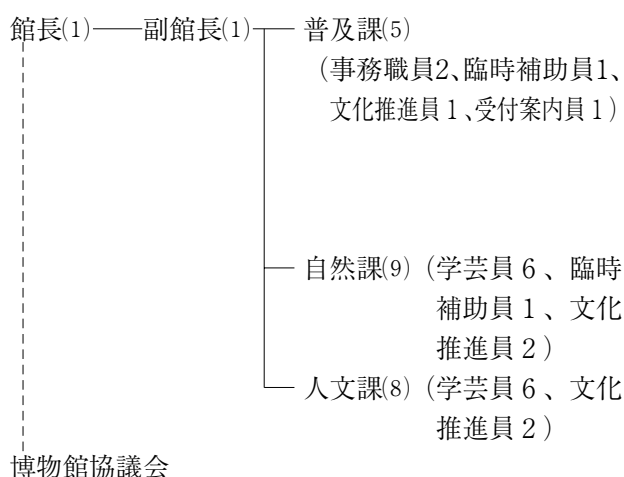 館長(1)——副館長(1)── 普及課(5)
(事務職員2、臨時補助員1、
文化推進員1、受付案内員1)
自然課(9)(学芸員6、臨時
補助員1、文化
推進員2)
人文課(8)(学芸員6、文化
推進員2)
博物館協議会